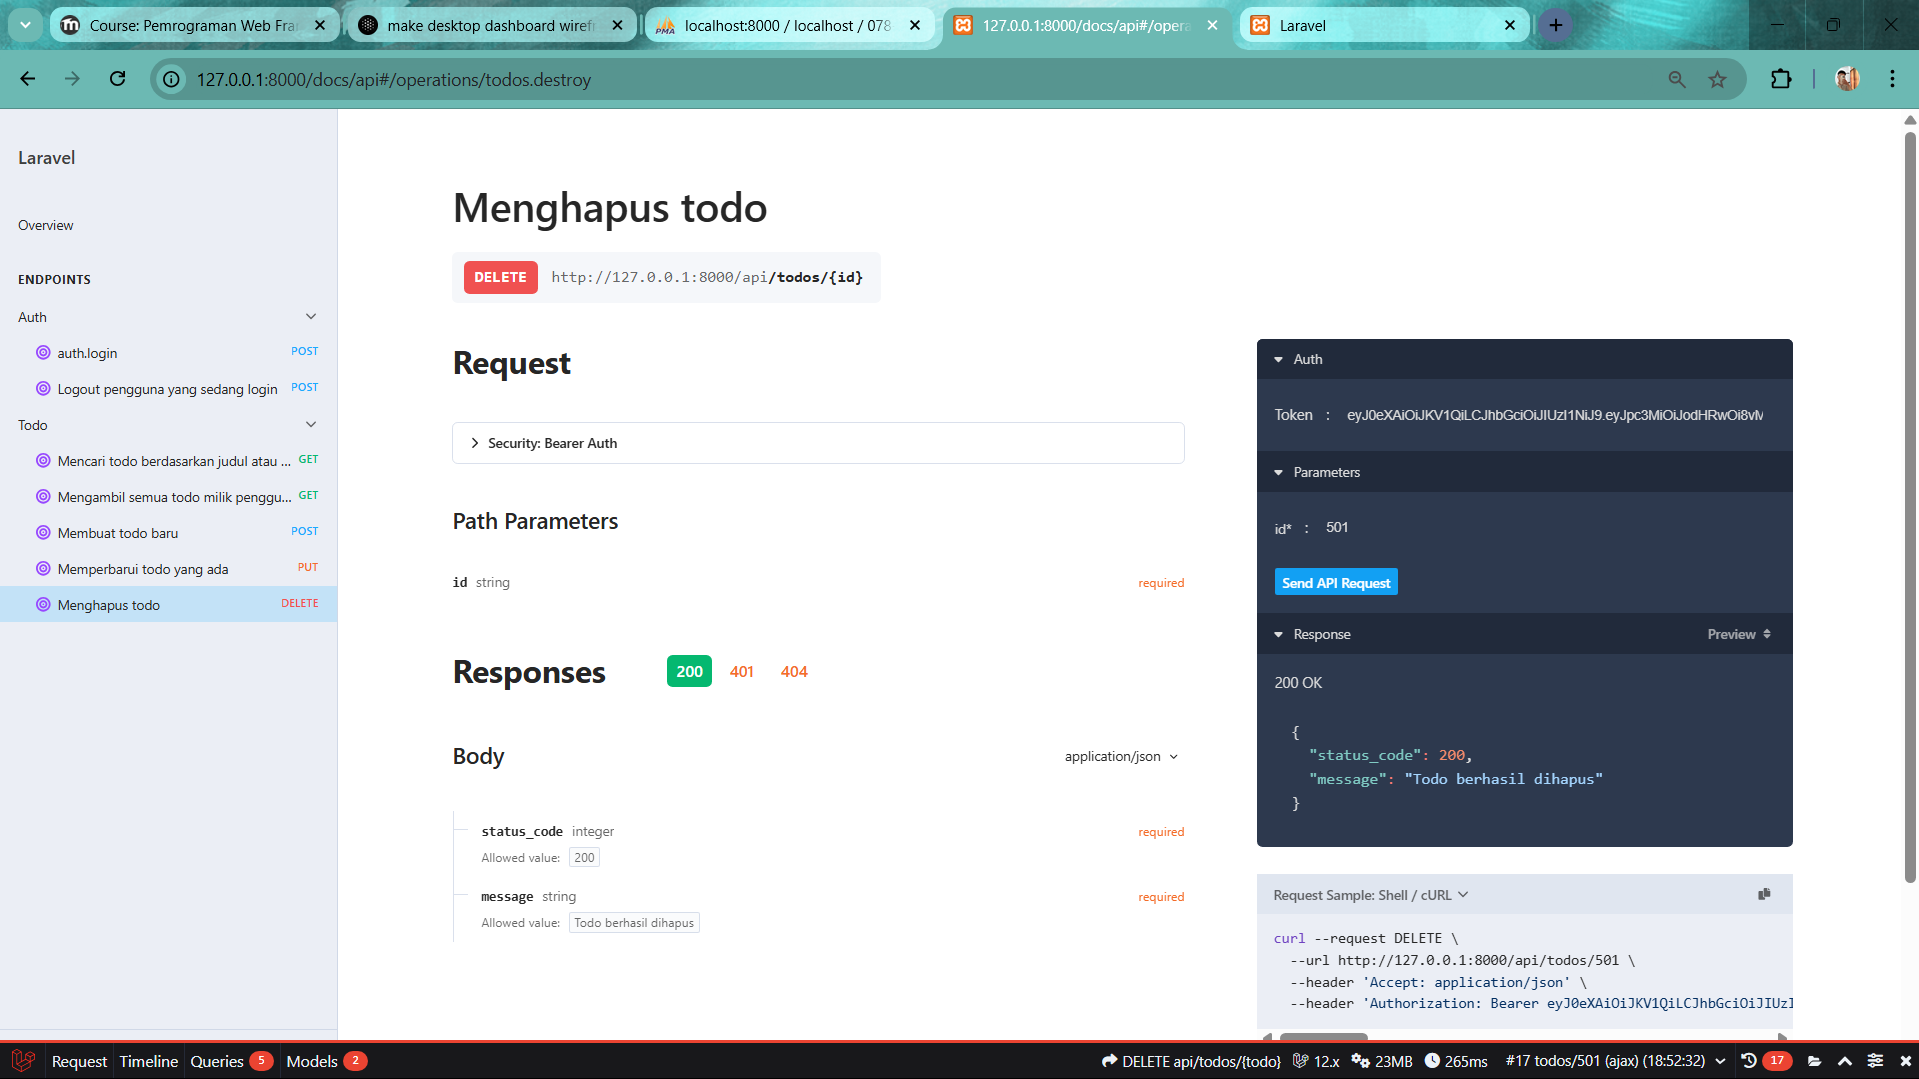 Course: Pemrograman Web Fra
make desktop dashboard wirefr
localhost:8000 / localhost / 078
127.0.0.1:8000/docs/api#/opera
Laravel
127.0.0.1:8000/docs/api#/operations/todos.destroy
Laravel
Overview
ENDPOINTS
Auth
auth.login POST
Logout pengguna yang sedang login POST
Todo
Mencari todo berdasarkan judul atau ... GET
Mengambil semua todo milik penggu... GET
Membuat todo baru POST
Memperbarui todo yang ada PUT
Menghapus todo DELETE
Menghapus todo
DELETE http://127.0.0.1:8000/api/todos/{id}
Request
Security: Bearer Auth
Path Parameters
id string required
Responses 200 401 404
Body application/json
status_code integer required
Allowed value: 200
message string required
Allowed value: Todo berhasil dihapus
Auth
Token : eyJ0eXAiOiJKV1QiLCJhbGciOiJIUzI1NiJ9.eyJpc3MiOiJodHRwOi8vM
Parameters
id* : 501
Send API Request
Response Preview
200 OK
{
"status_code": 200,
"message": "Todo berhasil dihapus"
}
Request Sample: Shell / cURL
curl --request DELETE \
--url http://127.0.0.1:8000/api/todos/501 \
--header 'Accept: application/json' \
--header 'Authorization: Bearer eyJ0eXAiOiJKV1QiLCJhbGciOiJIUzI
Request Timeline Queries 5 Models 2 DELETE api/todos/{todo} 12.x 23MB 265ms #17 todos/501 (ajax) (18:52:32) 17